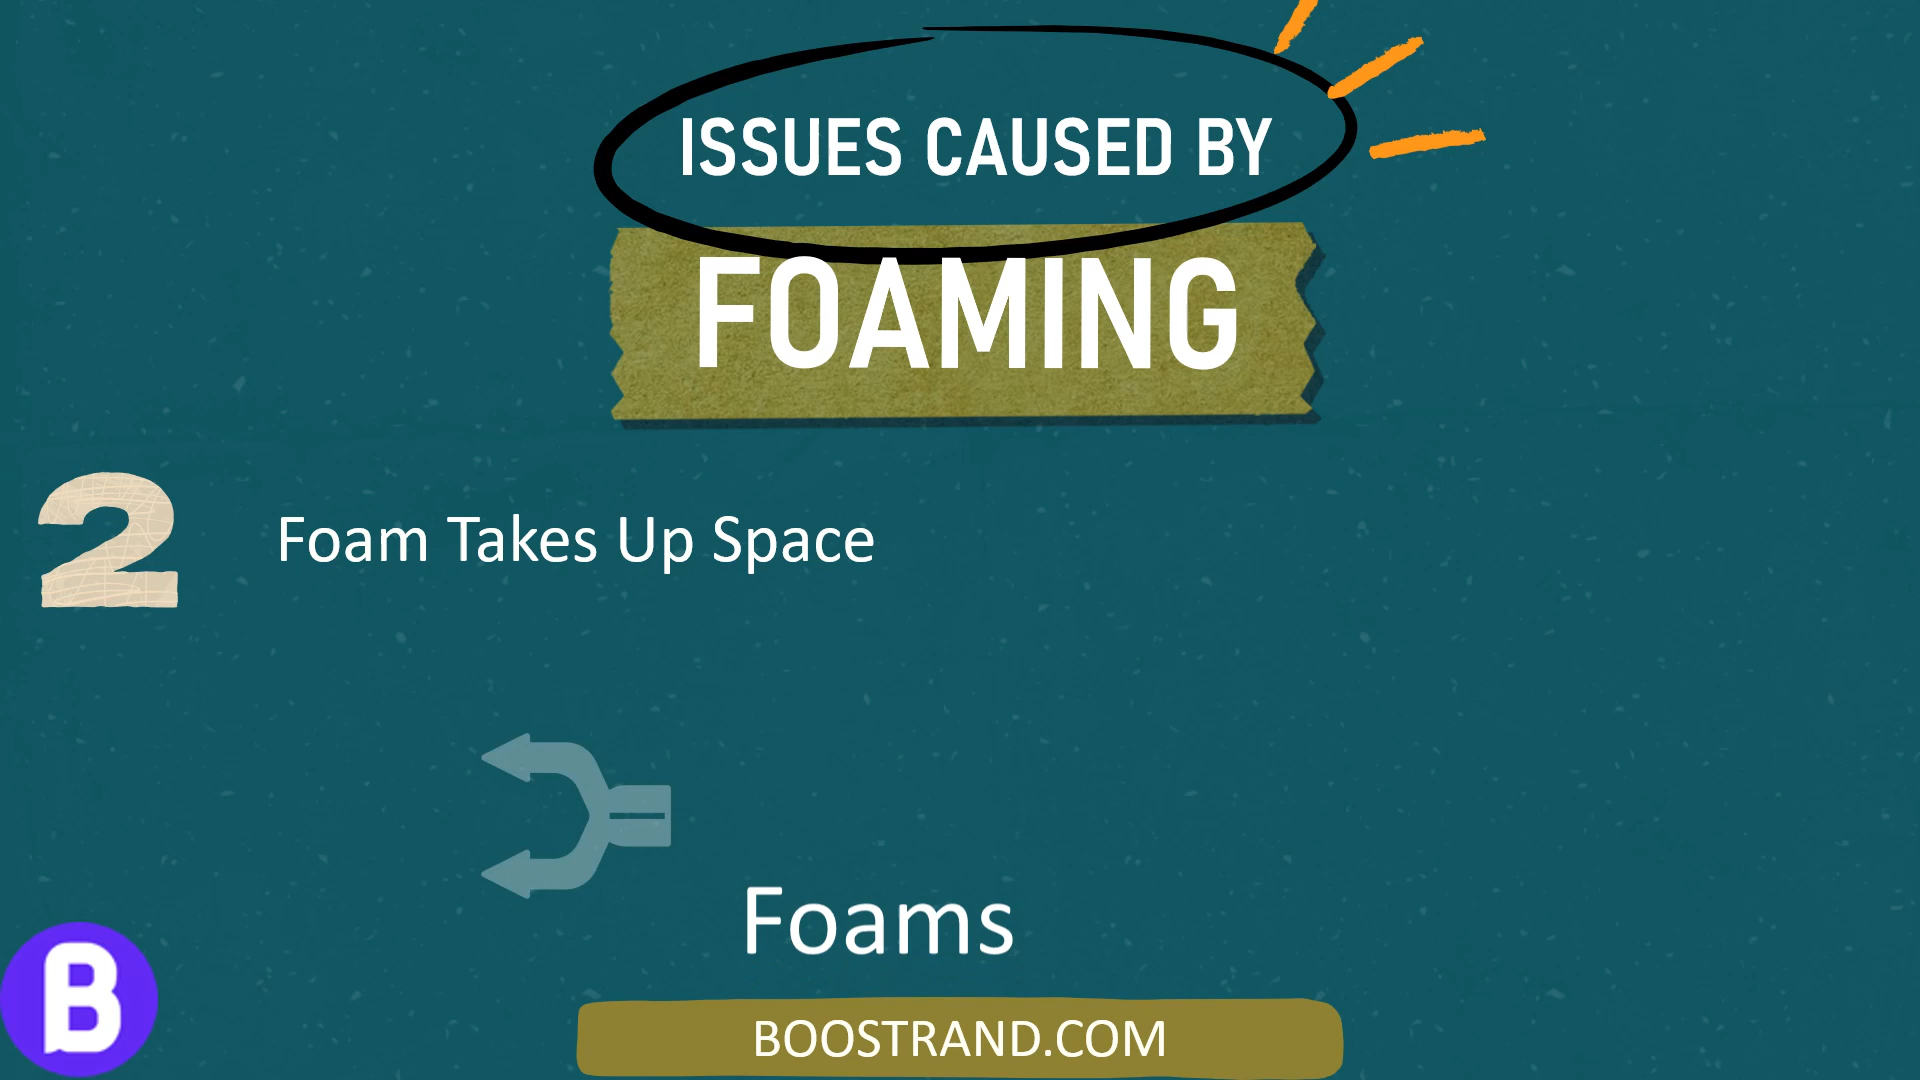 ISSUES CAUSED BY
FOAMING
2
Foam Takes Up Space
Foams
B
BOOSTRAND.COM